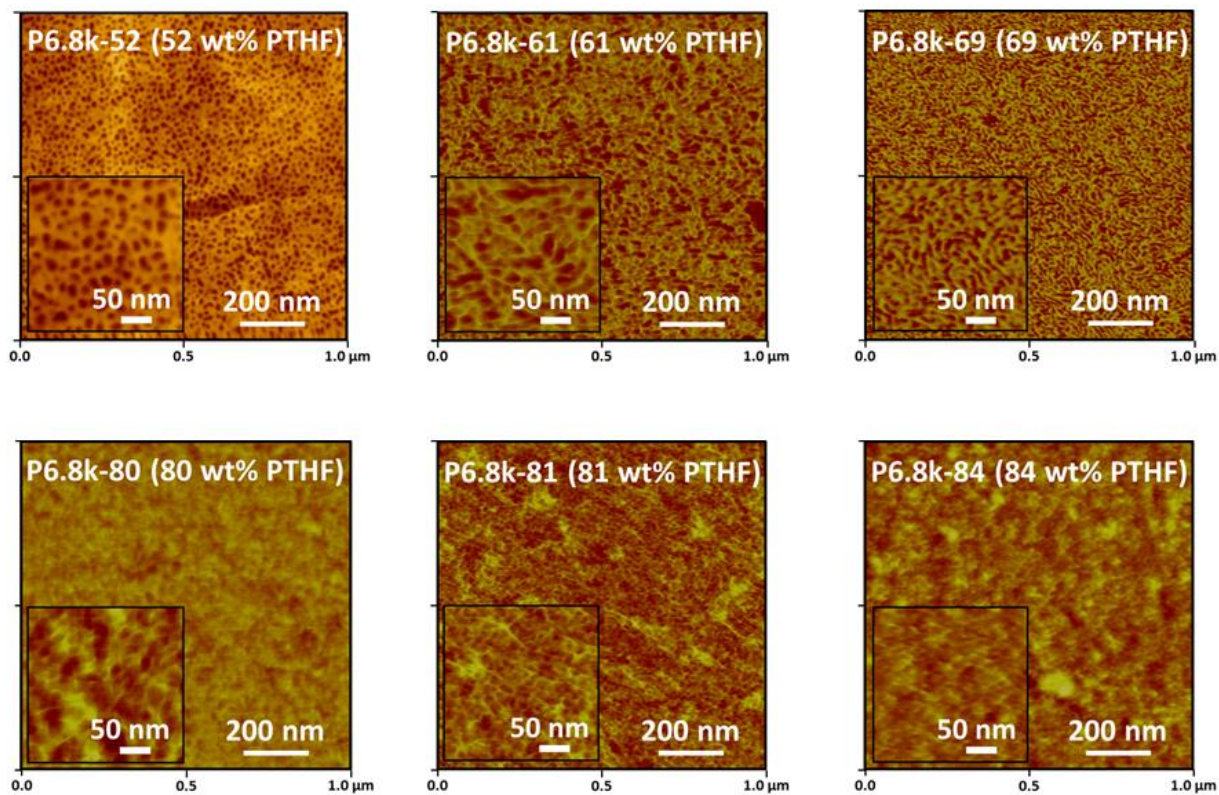 P6.8k-52 (52 wt% PTHF)
50 nm
200 nm
0.0
0.5
1.0 µm
P6.8k-61 (61 wt% PTHF)
50 nm
200 nm
0.0
0.5
1.0 µm
P6.8k-69 (69 wt% PTHF)
50 nm
200 nm
0.0
0.5
1.0 µm
P6.8k-80 (80 wt% PTHF)
50 nm
200 nm
0.0
0.5
1.0 µm
P6.8k-81 (81 wt% PTHF)
50 nm
200 nm
0.0
0.5
1.0 µm
P6.8k-84 (84 wt% PTHF)
50 nm
200 nm
0.0
0.5
1.0 µm